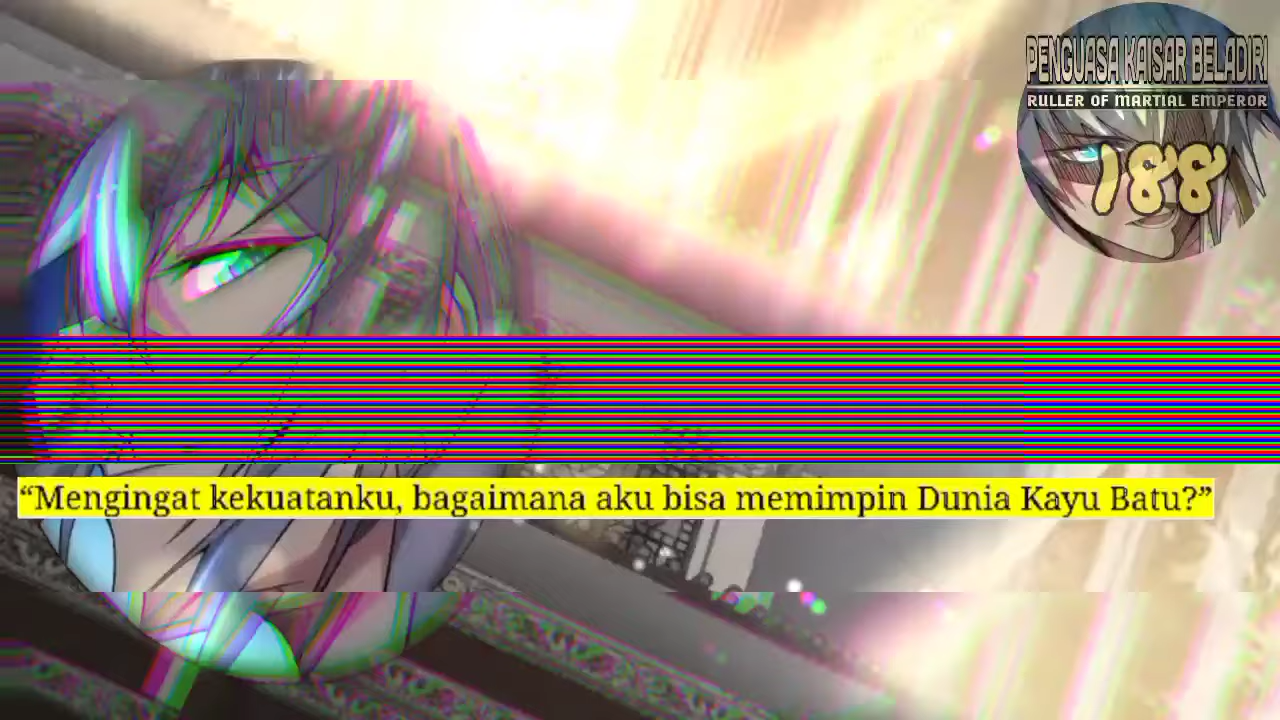 PENGUASA KAISAR BELADIRI
RULLER OF MARTIAL EMPEROR
188
“Mengingat kekuatanku, bagaimana aku bisa memimpin Dunia Kayu Batu?”